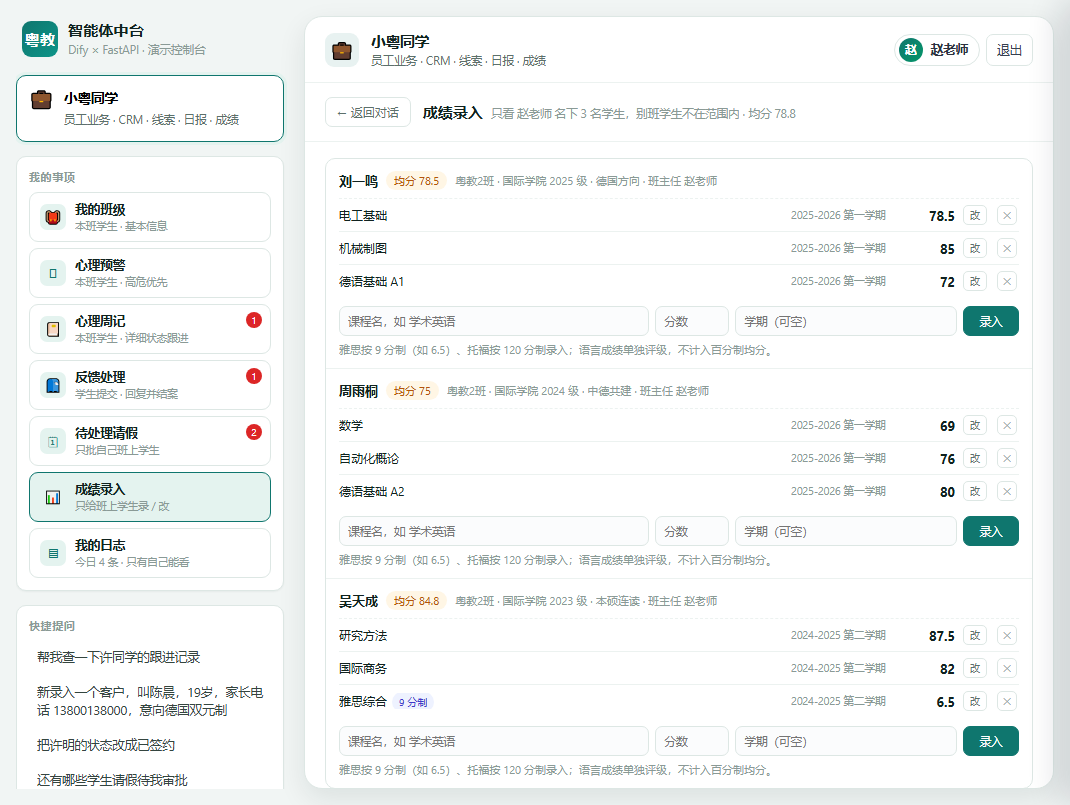 粤教
智能体中台
Dify × FastAPI · 演示控制台
小粤同学
员工业务 · CRM · 线索 · 日报 · 成绩
我的事项
我的班级
本班学生 · 基本信息
心理预警
本班学生 · 高危优先
心理周记
本班学生 · 详细状态跟进
1
反馈处理
学生提交 · 回复并结案
1
待处理请假
只批自己班上学生
2
成绩录入
只给班上学生录 / 改
我的日志
今日 4 条 · 只有自己能看
快捷提问
帮我查一下许同学的跟进记录
新录入一个客户，叫陈晨，19岁，家长电
话 13800138000，意向德国双元制
把许明的状态改成已签约
还有哪些学生请假待我审批
小粤同学
员工业务 · CRM · 线索 · 日报 · 成绩
赵 赵老师 退出
← 返回对话 成绩录入 只看 赵老师 名下 3 名学生，别班学生不在范围内 · 均分 78.8
刘一鸣 均分 78.5 粤教2班 · 国际学院 2025 级 · 德国方向 · 班主任 赵老师
电工基础 2025-2026 第一学期 78.5 改 ×
机械制图 2025-2026 第一学期 85 改 ×
德语基础 A1 2025-2026 第一学期 72 改 ×
课程名，如 学术英语 分数 学期（可空） 录入
雅思按 9 分制（如 6.5）、托福按 120 分制录入；语言成绩单独评级，不计入百分制均分。
周雨桐 均分 75 粤教2班 · 国际学院 2024 级 · 中德共建 · 班主任 赵老师
数学 2025-2026 第一学期 69 改 ×
自动化概论 2025-2026 第一学期 76 改 ×
德语基础 A2 2025-2026 第一学期 80 改 ×
课程名，如 学术英语 分数 学期（可空） 录入
雅思按 9 分制（如 6.5）、托福按 120 分制录入；语言成绩单独评级，不计入百分制均分。
吴天成 均分 84.8 粤教2班 · 国际学院 2023 级 · 本硕连读 · 班主任 赵老师
研究方法 2024-2025 第二学期 87.5 改 ×
国际商务 2024-2025 第二学期 82 改 ×
雅思综合 9 分制 2024-2025 第二学期 6.5 改 ×
课程名，如 学术英语 分数 学期（可空） 录入
雅思按 9 分制（如 6.5）、托福按 120 分制录入；语言成绩单独评级，不计入百分制均分。